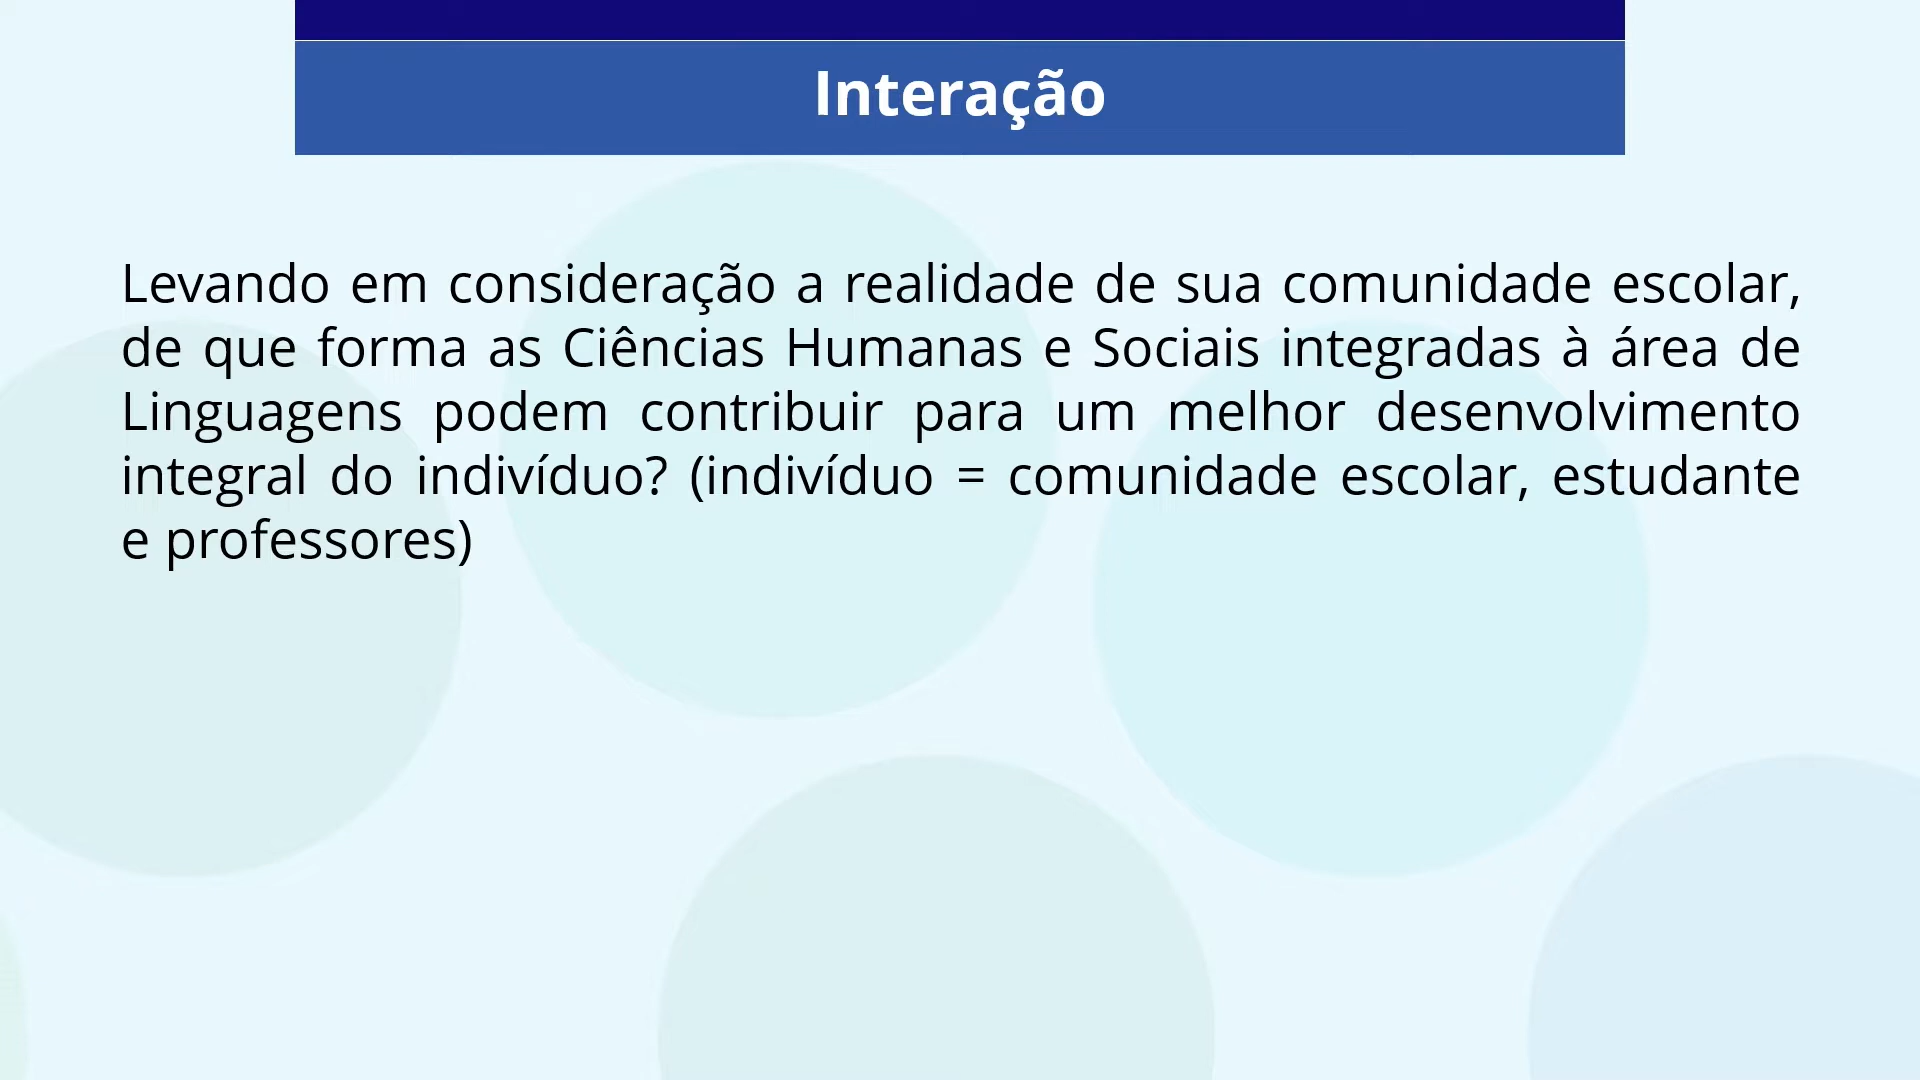 Interação
Levando em consideração a realidade de sua comunidade escolar,
de que forma as Ciências Humanas e Sociais integradas à área de
Linguagens podem contribuir para um melhor desenvolvimento
integral do indivíduo? (indivíduo = comunidade escolar, estudante
e professores)